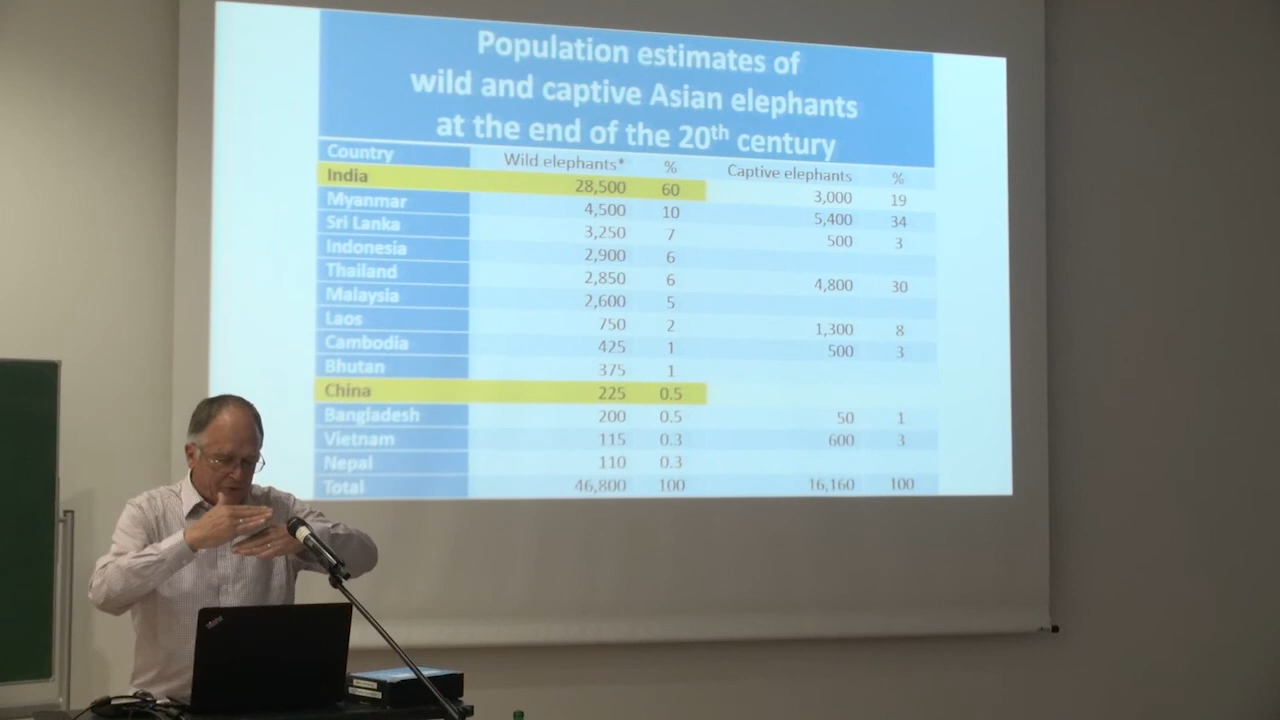 Population estimates of
wild and captive Asian elephants
at the end of the 20th century
Country Wild elephants* % Captive elephants %
India 28,500 60 3,000 19
Myanmar 4,500 10 5,400 34
Sri Lanka 3,250 7 500 3
Indonesia 2,900 6
Thailand 2,850 6 4,800 30
Malaysia 2,600 5
Laos 750 2 1,300 8
Cambodia 425 1 500 3
Bhutan 375 1
China 225 0.5
Bangladesh 200 0.5 50 1
Vietnam 115 0.3 600 3
Nepal 110 0.3
Total 46,800 100 16,160 100
ThinkPad